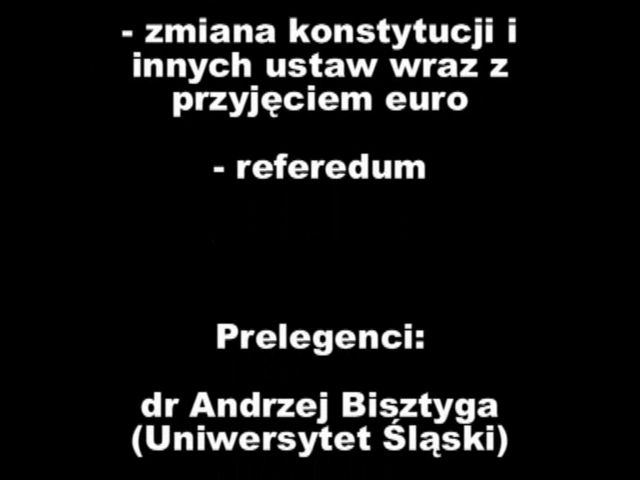 - zmiana konstytucji i
innych ustaw wraz z
przyjęciem euro
- referedum
Prelegenci:
dr Andrzej Bisztyga
(Uniwersytet Śląski)